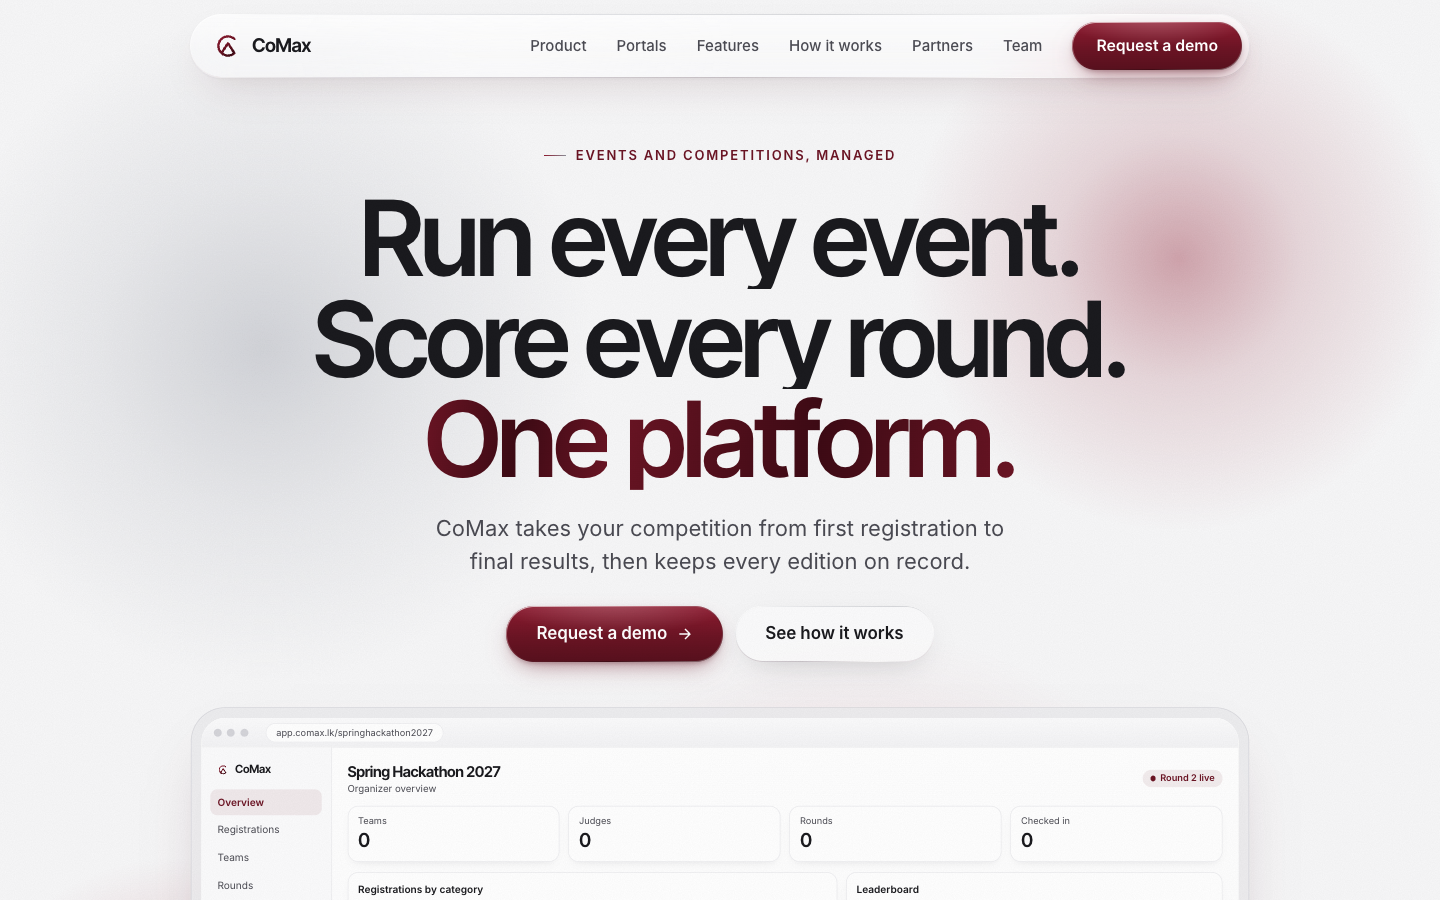 CoMax
Product Portals Features How it works Partners Team Request a demo
EVENTS AND COMPETITIONS, MANAGED
Run every event.
Score every round.
One platform.
CoMax takes your competition from first registration to
final results, then keeps every edition on record.
Request a demo → See how it works
app.comax.lk/springhackathon2027
CoMax
Overview
Registrations
Teams
Rounds
Spring Hackathon 2027
Organizer overview
Round 2 live
Teams
0
Judges
0
Rounds
0
Checked in
0
Registrations by category
Leaderboard